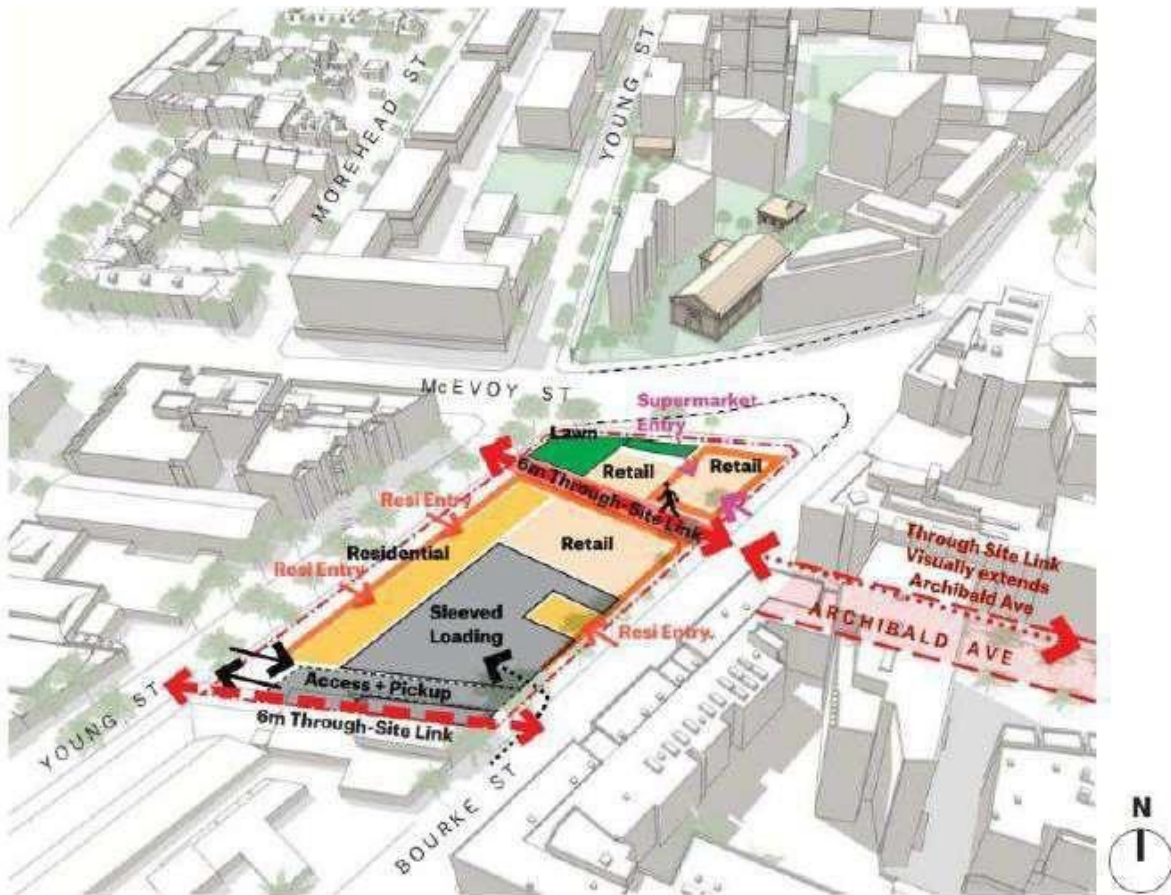 MOREHEAD ST
YOUNG ST
McEVOY ST
Supermarket
Entry
Lawn
Retail
Retail
6m Through-Site Link
Resi Entry
Residential
Retail
Resi Entry
Through Site Link
Visually extends
Archibald Ave
ARCHIBALD AVE
Sleeved
Loading
Resi Entry.
Access + Pickup
6m Through-Site Link
YOUNG ST
BOURKE ST
N